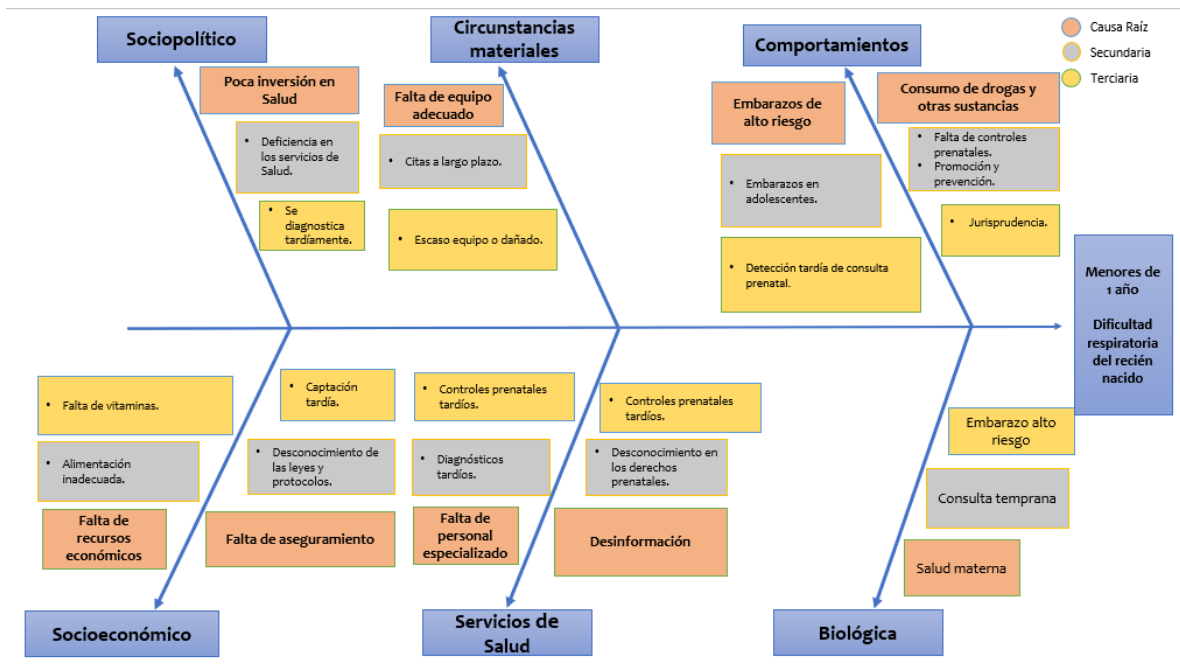 Sociopolítico
Circunstancias
materiales
Comportamientos
Causa Raíz
Secundaria
Terciaria
Poca inversión en
Salud
• Deficiencia en
los servicios de
Salud.
• Se
diagnostica
tardíamente.
Falta de equipo
adecuado
• Citas a largo plazo.
• Escaso equipo o dañado.
Embarazos de
alto riesgo
• Embarazos en
adolescentes.
• Detección tardía de consulta
prenatal.
Consumo de drogas y
otras sustancias
• Falta de controles
prenatales.
• Promoción y
prevención.
• Jurisprudencia.
Menores de
1 año
Dificultad
respiratoria
del recién
nacido
• Falta de vitaminas.
• Alimentación
inadecuada.
Falta de
recursos
económicos
• Captación
tardía.
• Desconocimiento de
las leyes y
protocolos.
Falta de aseguramiento
• Controles prenatales
tardíos.
• Diagnósticos
tardíos.
Falta de
personal
especializado
• Controles prenatales
tardíos.
• Desconocimiento en
los derechos
prenatales.
Desinformación
Embarazo alto
riesgo
Consulta temprana
Salud materna
Socioeconómico
Servicios de
Salud
Biológica